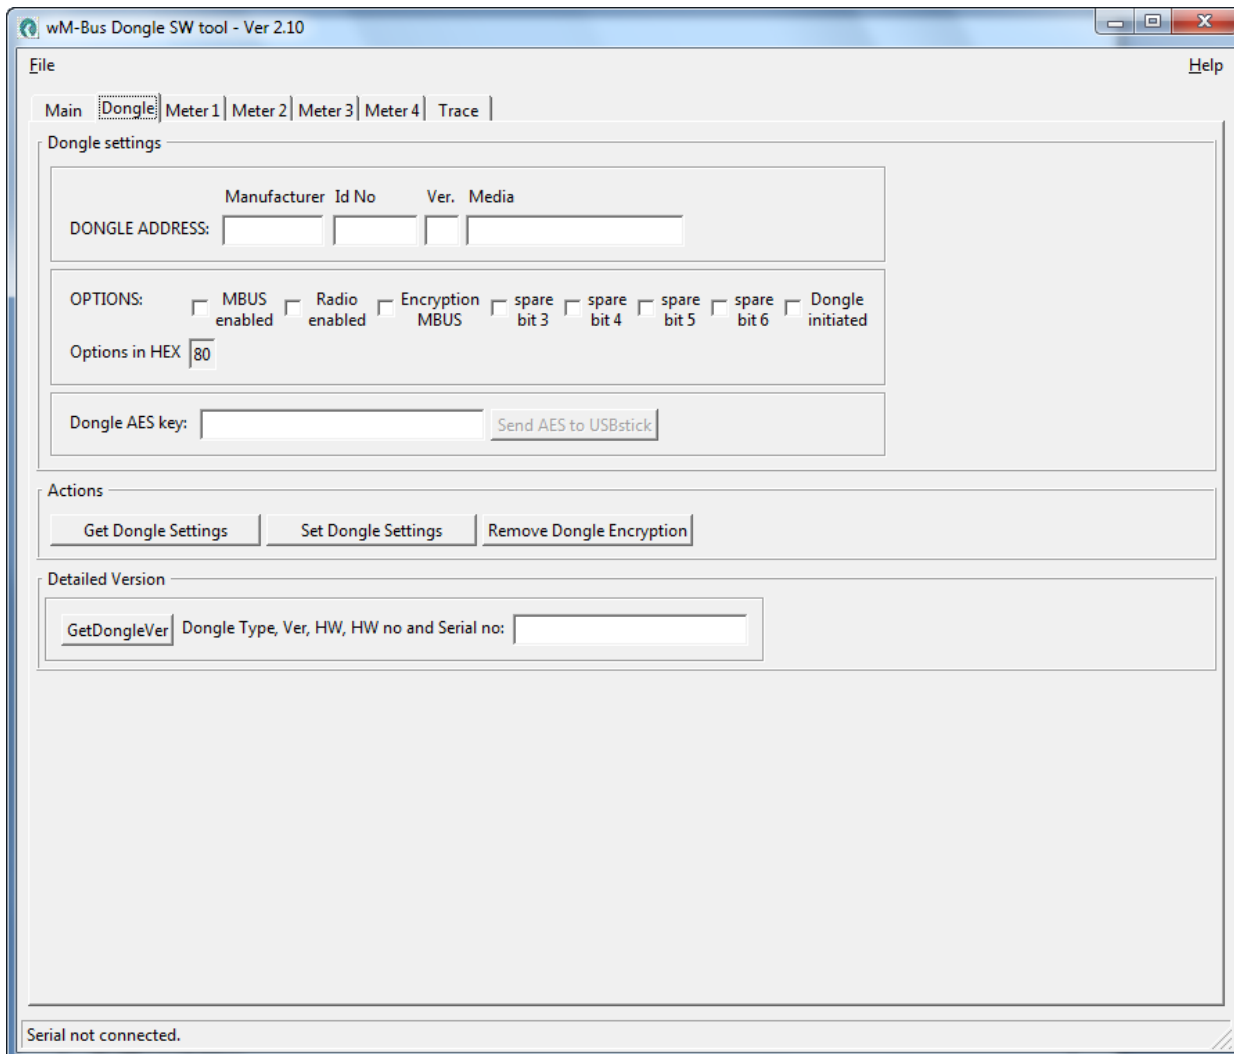 wM-Bus Dongle SW tool - Ver 2.10
File Help
Main Dongle Meter 1 Meter 2 Meter 3 Meter 4 Trace
Dongle settings
Manufacturer Id No Ver. Media
DONGLE ADDRESS:
OPTIONS: MBUS enabled Radio enabled Encryption MBUS spare bit 3 spare bit 4 spare bit 5 spare bit 6 Dongle initiated
Options in HEX 80
Dongle AES key: Send AES to USBstick
Actions
Get Dongle Settings Set Dongle Settings Remove Dongle Encryption
Detailed Version
GetDongleVer Dongle Type, Ver, HW, HW no and Serial no:
Serial not connected.